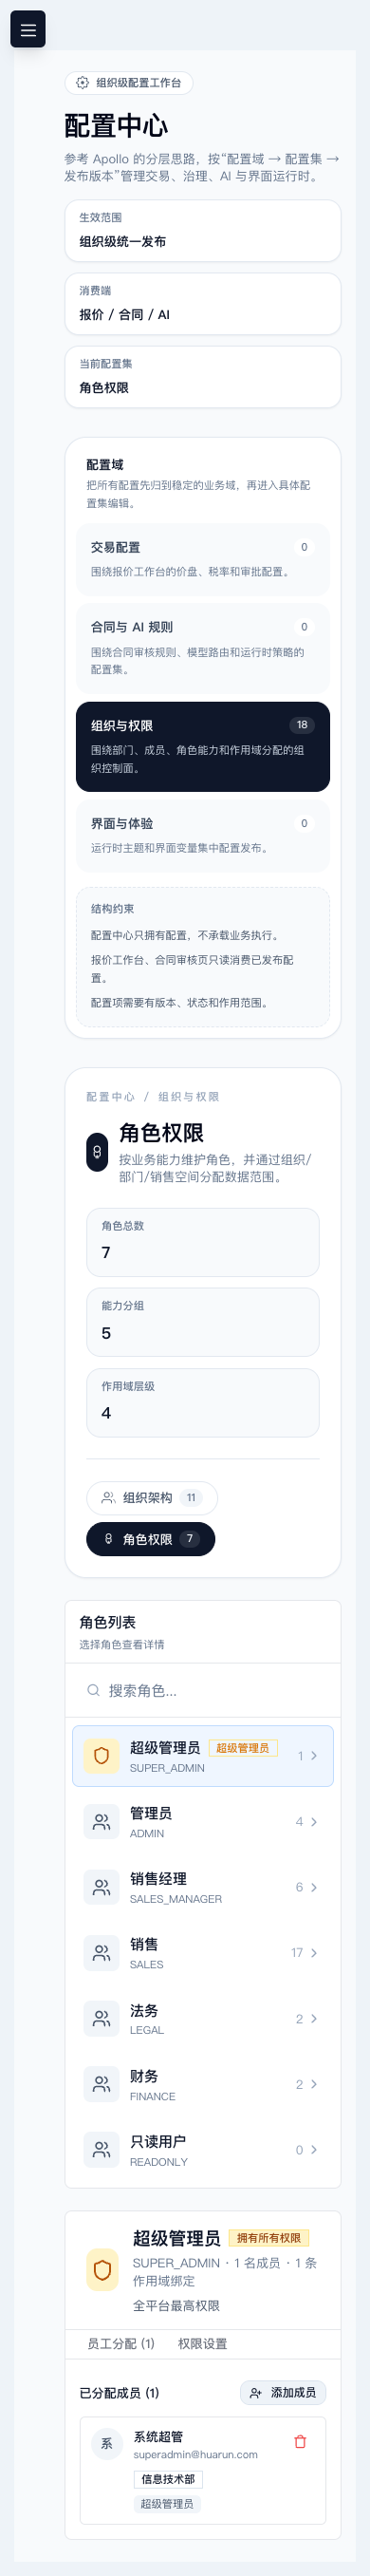 组织级配置工作台
配置中心
参考 Apollo 的分层思路，按“配置域 → 配置集 →
发布版本”管理交易、治理、AI 与界面运行时。
生效范围
组织级统一发布
消费端
报价 / 合同 / AI
当前配置集
角色权限
配置域
把所有配置先归到稳定的业务域，再进入具体配
置集编辑。
交易配置 0
围绕报价工作台的价盘、税率和审批配置。
合同与 AI 规则 0
围绕合同审核规则、模型路由和运行时策略的
配置集。
组织与权限 18
围绕部门、成员、角色能力和作用域分配的组
织控制面。
界面与体验 0
运行时主题和界面变量集中配置发布。
结构约束
配置中心只拥有配置，不承载业务执行。
报价工作台、合同审核页只读消费已发布配
置。
配置项需要有版本、状态和作用范围。
配置中心 / 组织与权限
角色权限
按业务能力维护角色，并通过组织/
部门/销售空间分配数据范围。
角色总数
7
能力分组
5
作用域层级
4
组织架构 11
角色权限 7
角色列表
选择角色查看详情
搜索角色...
超级管理员 超级管理员 1
SUPER_ADMIN
管理员 4
ADMIN
销售经理 6
SALES_MANAGER
销售 17
SALES
法务 2
LEGAL
财务 2
FINANCE
只读用户 0
READONLY
超级管理员 拥有所有权限
SUPER_ADMIN · 1 名成员 · 1 条
作用域绑定
全平台最高权限
员工分配 (1) 权限设置
已分配成员 (1) 添加成员
系 系统超管
superadmin@huarun.com
信息技术部
超级管理员